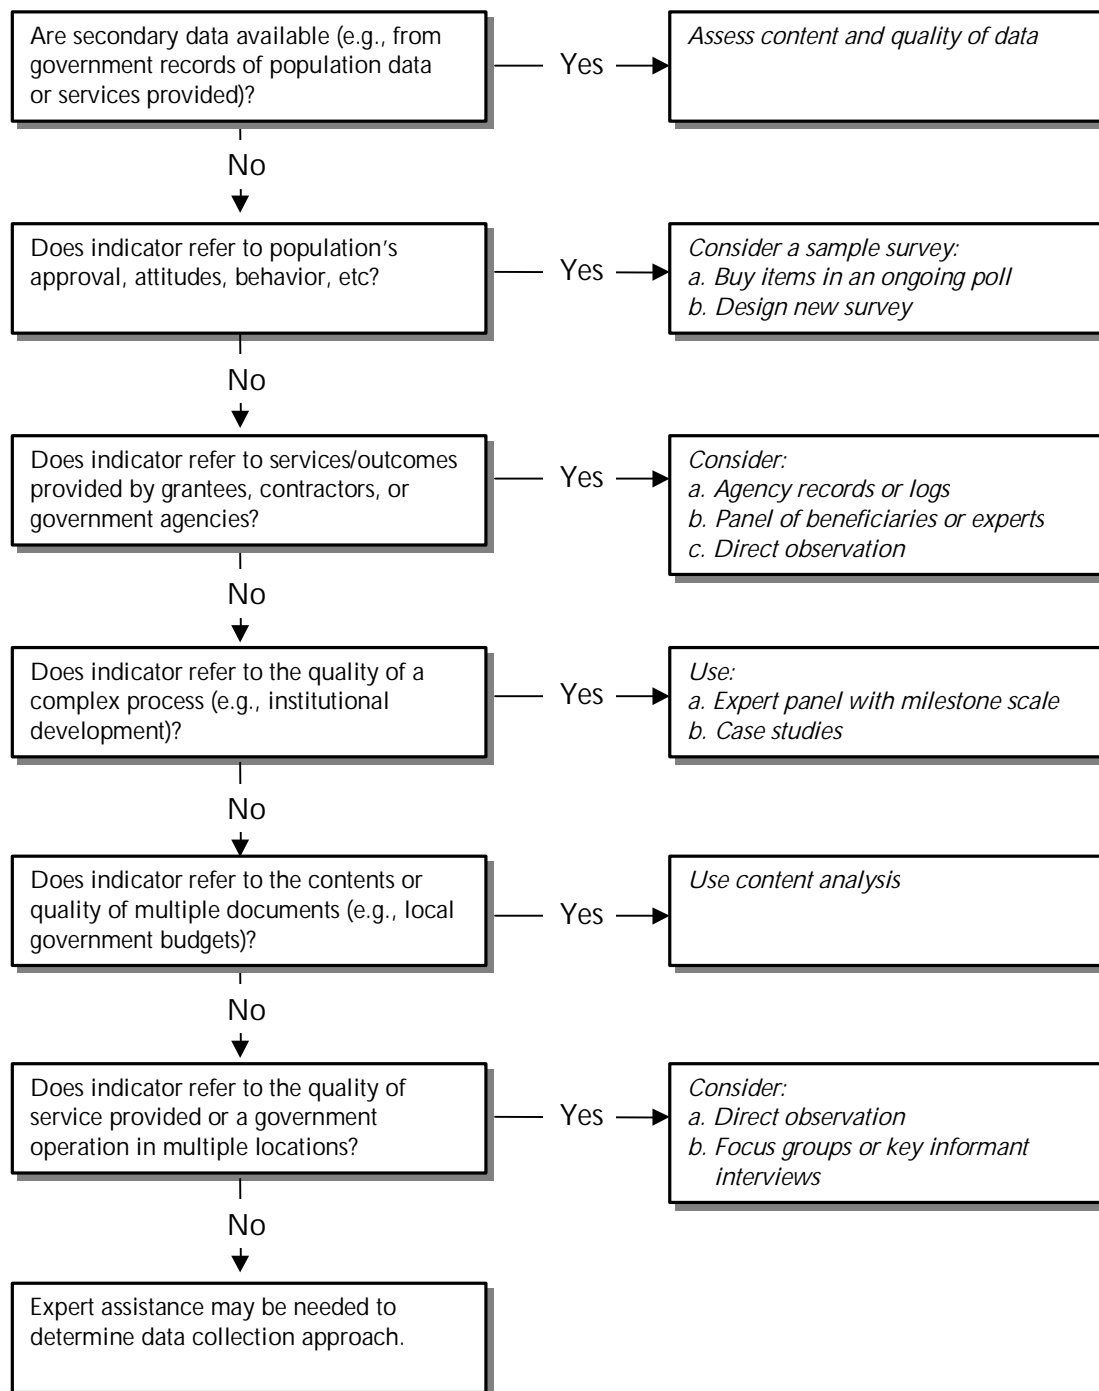 Are secondary data available (e.g., from
government records of population data
or services provided)?
Yes
Assess content and quality of data
No
Does indicator refer to population's
approval, attitudes, behavior, etc?
Yes
Consider a sample survey:
a. Buy items in an ongoing poll
b. Design new survey
No
Does indicator refer to services/outcomes
provided by grantees, contractors, or
government agencies?
Yes
Consider:
a. Agency records or logs
b. Panel of beneficiaries or experts
c. Direct observation
No
Does indicator refer to the quality of a
complex process (e.g., institutional
development)?
Yes
Use:
a. Expert panel with milestone scale
b. Case studies
No
Does indicator refer to the contents or
quality of multiple documents (e.g., local
government budgets)?
Yes
Use content analysis
No
Does indicator refer to the quality of
service provided or a government
operation in multiple locations?
Yes
Consider:
a. Direct observation
b. Focus groups or key informant
interviews
No
Expert assistance may be needed to
determine data collection approach.